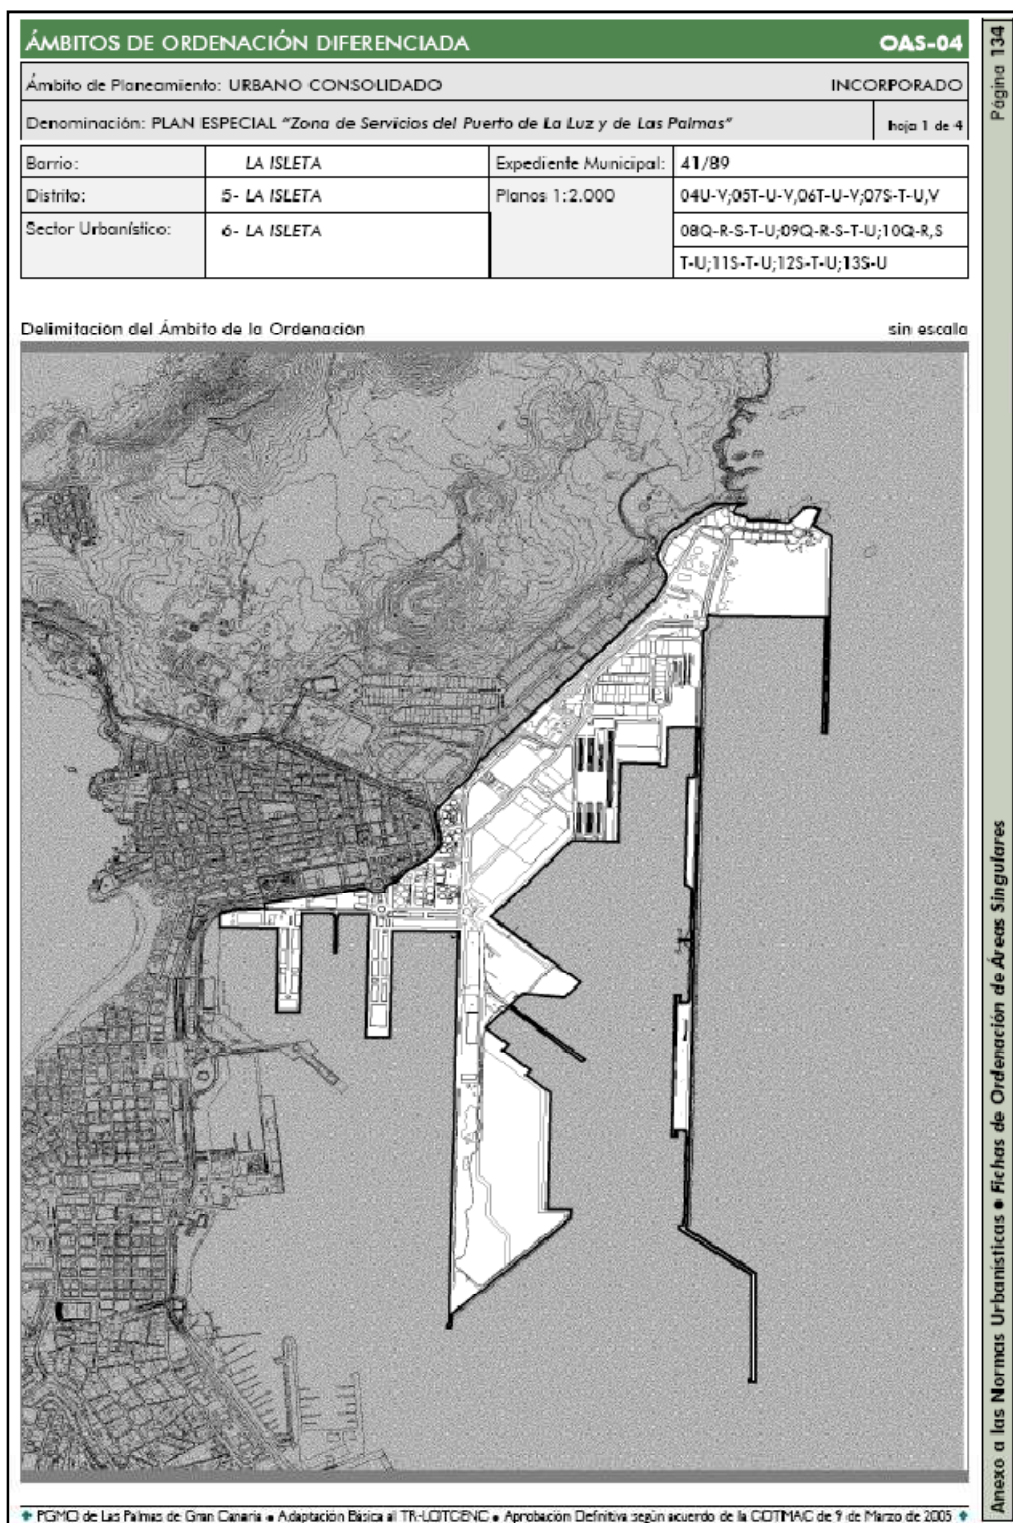 ÁMBITOS DE ORDENACIÓN DIFERENCIADA OAS-04
Ámbito de Planeamiento: URBANO CONSOLIDADO INCORPORADO
Denominación: PLAN ESPECIAL "Zona de Servicios del Puerto de La Luz y de Las Palmas" hoja 1 de 4
Barrio: LA ISLETA Expediente Municipal: 41/89
Distrito: 5- LA ISLETA Planos 1:2.000 04U-V;05T-U-V,06T-U-V;07S-T-U,V
Sector Urbanístico: 6- LA ISLETA 08Q-R-S-T-U;09Q-R-S-T-U;10Q-R,S
T-U;11S-T-U;12S-T-U;13S-U
Delimitación del Ámbito de la Ordenación sin escala
PGMO de Las Palmas de Gran Canaria • Adaptación Básica al TR-LOTCENC • Aprobación Definitiva según acuerdo de la COTMAC de 9 de Marzo de 2005
Página 134
Anexo a las Normas Urbanísticas • Fichas de Ordenación de Áreas Singulares